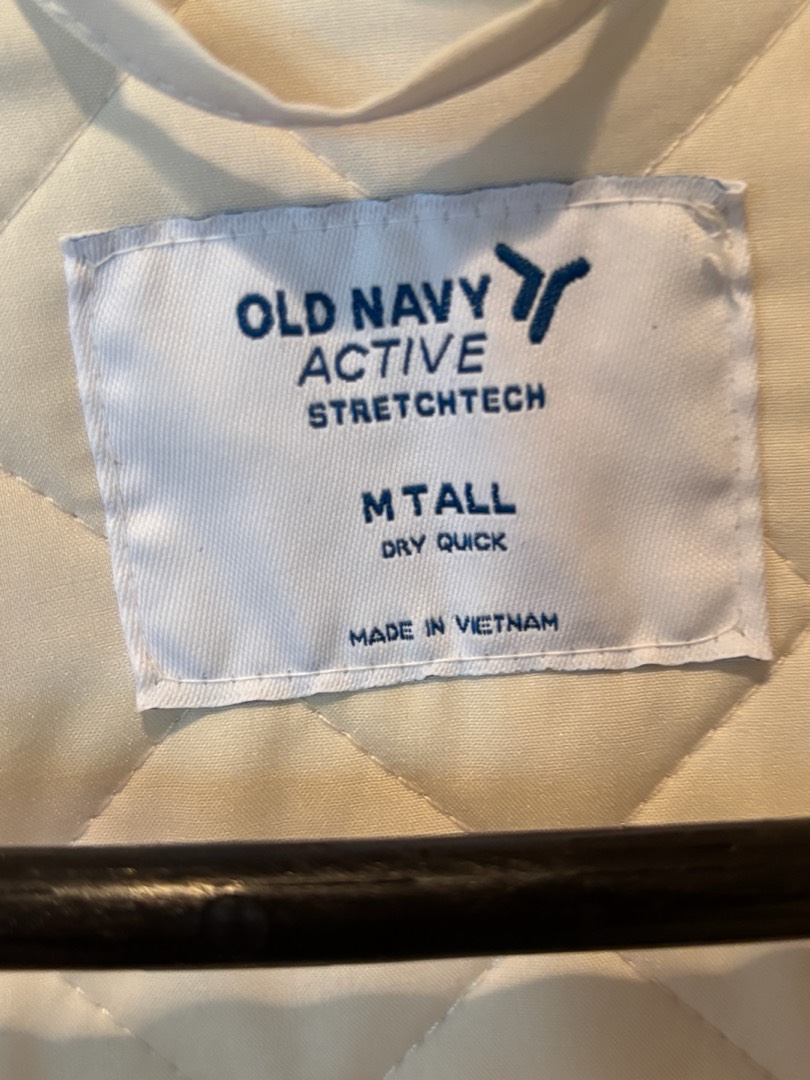 OLD NAVY
ACTIVE
STRETCHTECH
M TALL
DRY QUICK
MADE IN VIETNAM